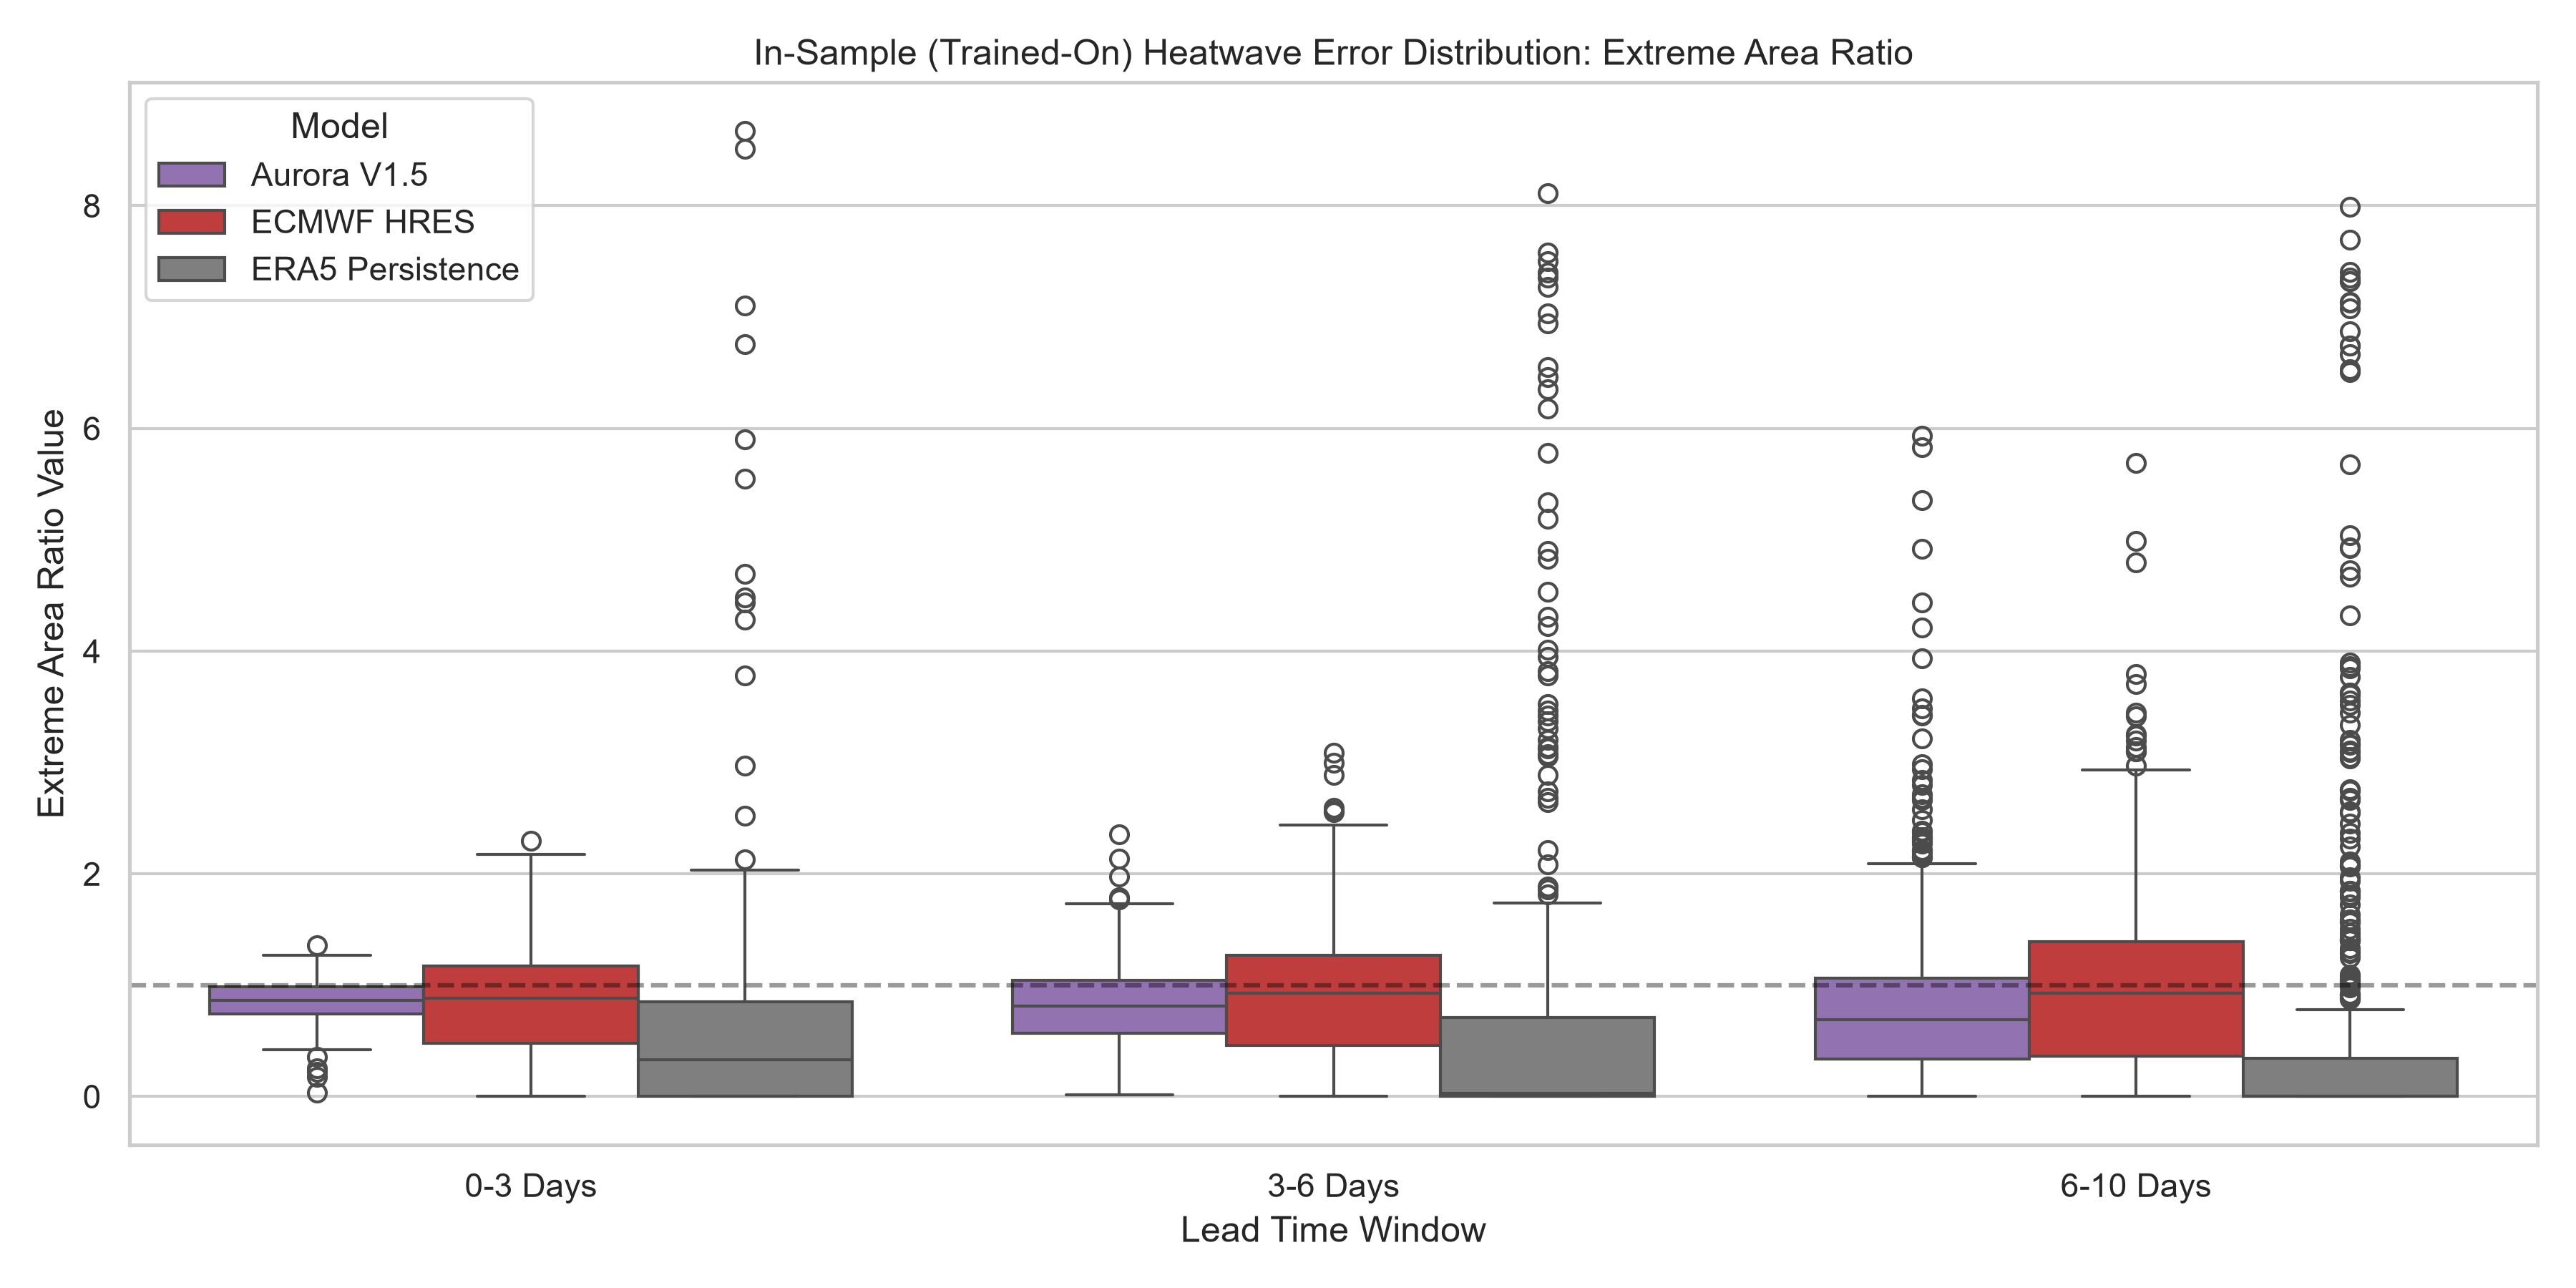 In-Sample (Trained-On) Heatwave Error Distribution: Extreme Area Ratio
Model
Aurora V1.5
ECMWF HRES
ERA5 Persistence
Extreme Area Ratio Value
8
6
4
2
0
0-3 Days
3-6 Days
6-10 Days
Lead Time Window